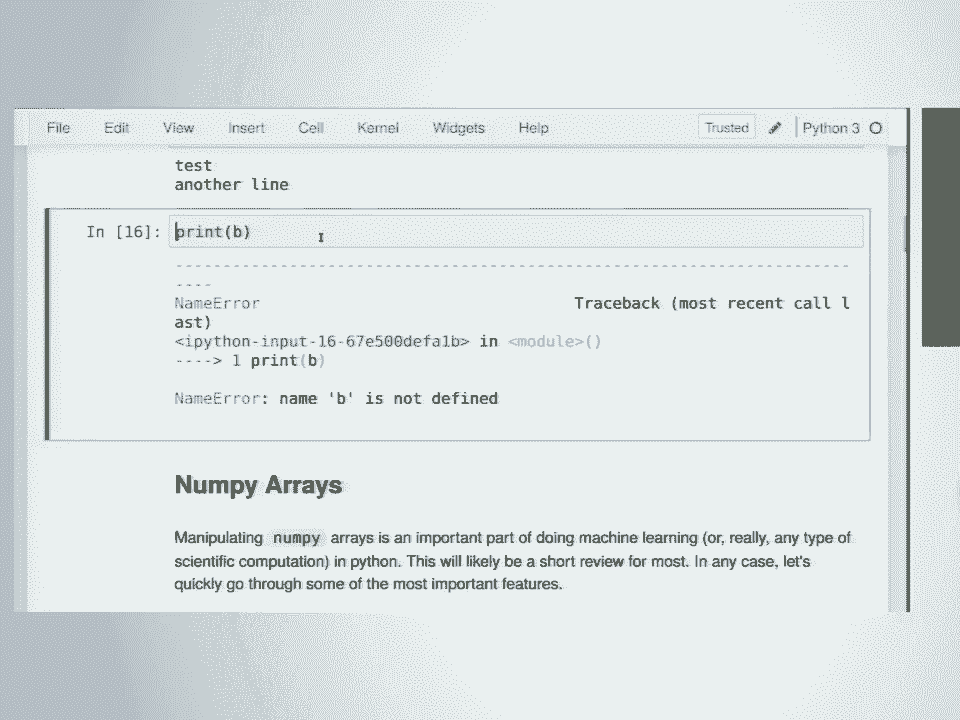 File Edit View Insert Cell Kernel Widgets Help Trusted Python 3
test
another line
In [16]: print(b)
---------------------------------------------------------------------------
----
NameError Traceback (most recent call l
ast)
<ipython-input-16-67e500defa1b> in <module>()
----> 1 print(b)
NameError: name 'b' is not defined
Numpy Arrays
Manipulating numpy arrays is an important part of doing machine learning (or, really, any type of
scientific computation) in python. This will likely be a short review for most. In any case, let's
quickly go through some of the most important features.